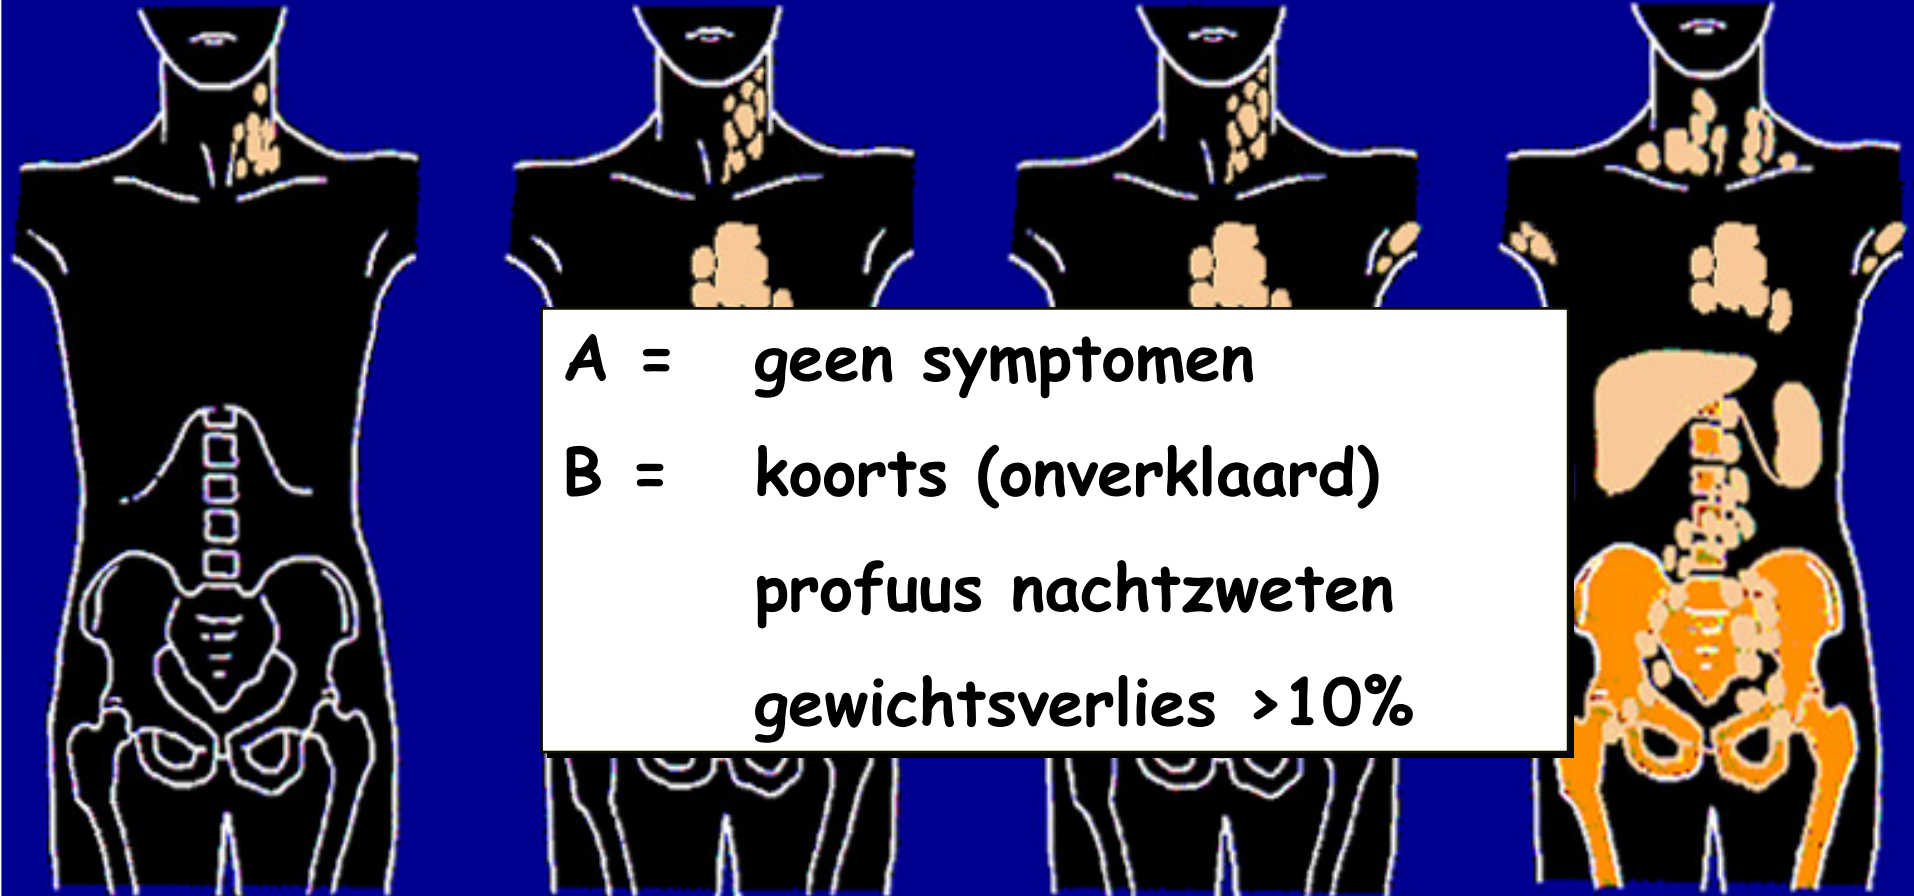 A = geen symptomen
B = koorts (onverklaard)
profuus nachtzweten
gewichtsverlies >10%